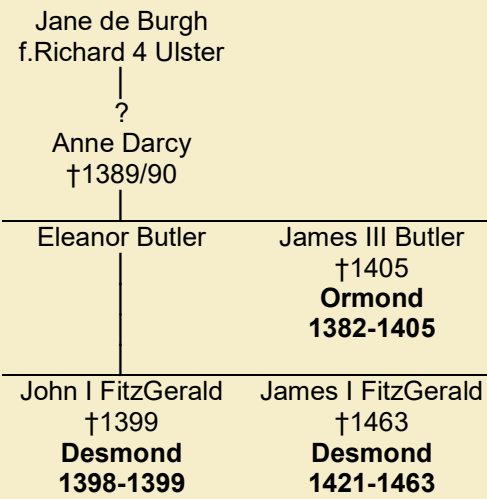 Jane de Burgh
f.Richard 4 Ulster
?
Anne Darcy
†1389/90
Eleanor Butler James III Butler
†1405
Ormond
1382-1405
John I FitzGerald James I FitzGerald
†1399 †1463
Desmond Desmond
1398-1399 1421-1463